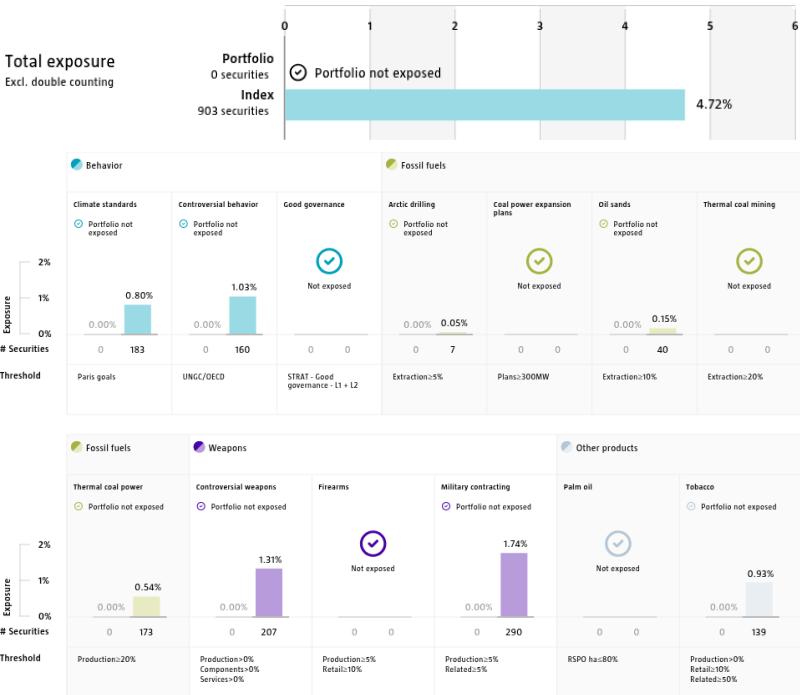 0 1 2 3 4 5 6
Total exposure
Excl. double counting
Portfolio
0 securities
Portfolio not exposed
Index
903 securities
4.72%
Behavior
Fossil fuels
Climate standards
Portfolio not
exposed
Controversial behavior
Portfolio not
exposed
Good governance
Not exposed
Arctic drilling
Portfolio not
exposed
Coal power expansion
plans
Not exposed
Oil sands
Portfolio not
exposed
Thermal coal mining
Not exposed
Exposure
2%
1%
0%
0.00% 0.80%
0.00% 1.03%
0.00% 0.05%
0.00% 0.15%
# Securities 0 183 0 160 0 0 0 7 0 0 0 40 0 0
Threshold
Paris goals
UNGC/OECD
STRAT - Good
governance - L1 + L2
Extraction≥5%
Plans≥300MW
Extraction≥10%
Extraction≥20%
Fossil fuels
Weapons
Other products
Thermal coal power
Portfolio not exposed
Controversial weapons
Portfolio not exposed
Firearms
Not exposed
Military contracting
Portfolio not exposed
Palm oil
Not exposed
Tobacco
Portfolio not exposed
Exposure
2%
1%
0%
0.00% 0.54%
0.00% 1.31%
0.00% 1.74%
0.00% 0.93%
# Securities 0 173 0 207 0 0 0 290 0 0 0 139
Threshold
Production≥20%
Production>0%
Components>0%
Services>0%
Production≥5%
Retail≥10%
Production≥5%
Related≥5%
RSPO ha≤80%
Production>0%
Retail≥10%
Related≥50%